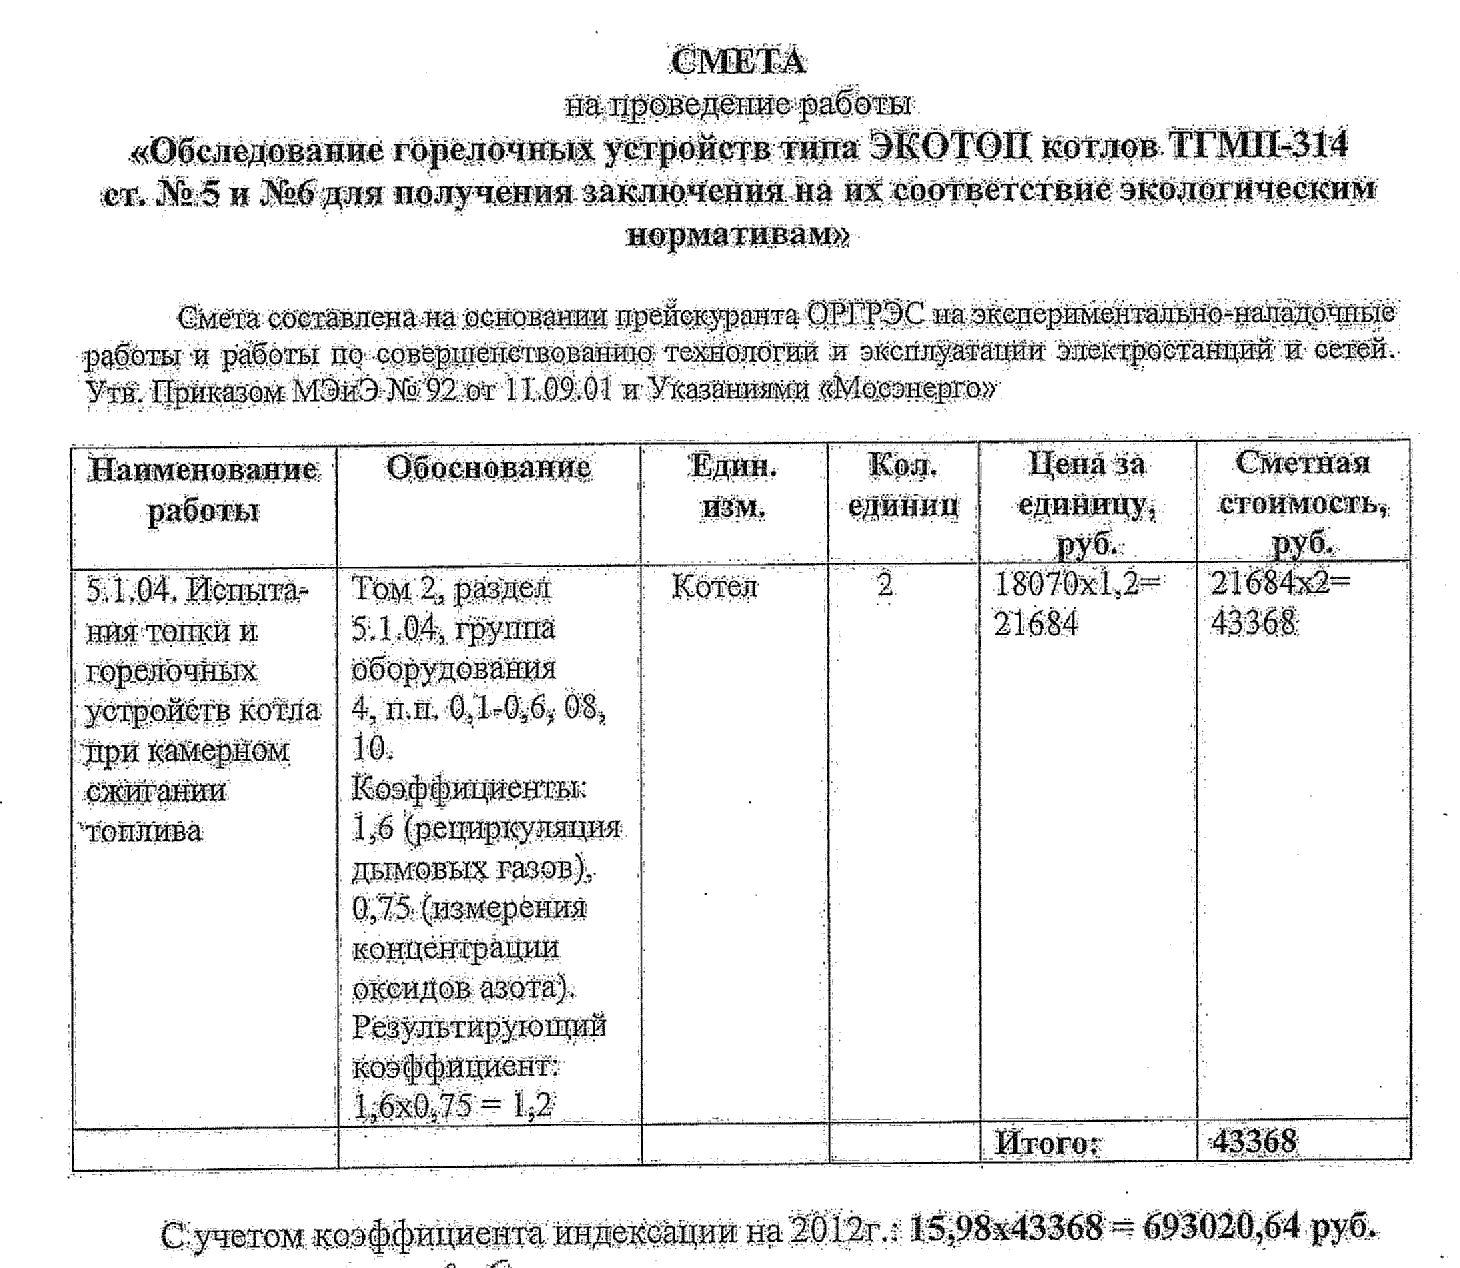 СМЕТА
на проведение работы
«Обследование горелочных устройств типа ЭКОТОП котлов ТГМП-314
ст. № 5 и №6 для получения заключения на их соответствие экологическим
нормативам»
Смета составлена на основании прейскуранта ОРГРЭС на экспериментально-наладочные
работы и работы по совершенствованию технологии и эксплуатации электростанций и сетей.
Утв. Приказом МЭиЭ № 92 от 11.09.01 и Указаниями «Мосэнерго»
Наименование
работы
Обоснование
Един.
изм.
Кол.
единиц
Цена за
единицу,
руб.
Сметная
стоимость,
руб.
5.1.04. Испыта-
ния топки и
горелочных
устройств котла
при камерном
сжигании
топлива
Том 2, раздел
5.1.04, группа
оборудования
4, п.п. 0,1-0,6, 08,
10.
Коэффициенты:
1,6 (рециркуляция
дымовых газов),
0,75 (измерения
концентрации
оксидов азота).
Результирующий
коэффициент:
1,6х0,75 = 1,2
Котел
2
18070х1,2=
21684
21684х2=
43368
Итого:
43368
С учетом коэффициента индексации на 2012г.: 15,98х43368 = 693020,64 руб.